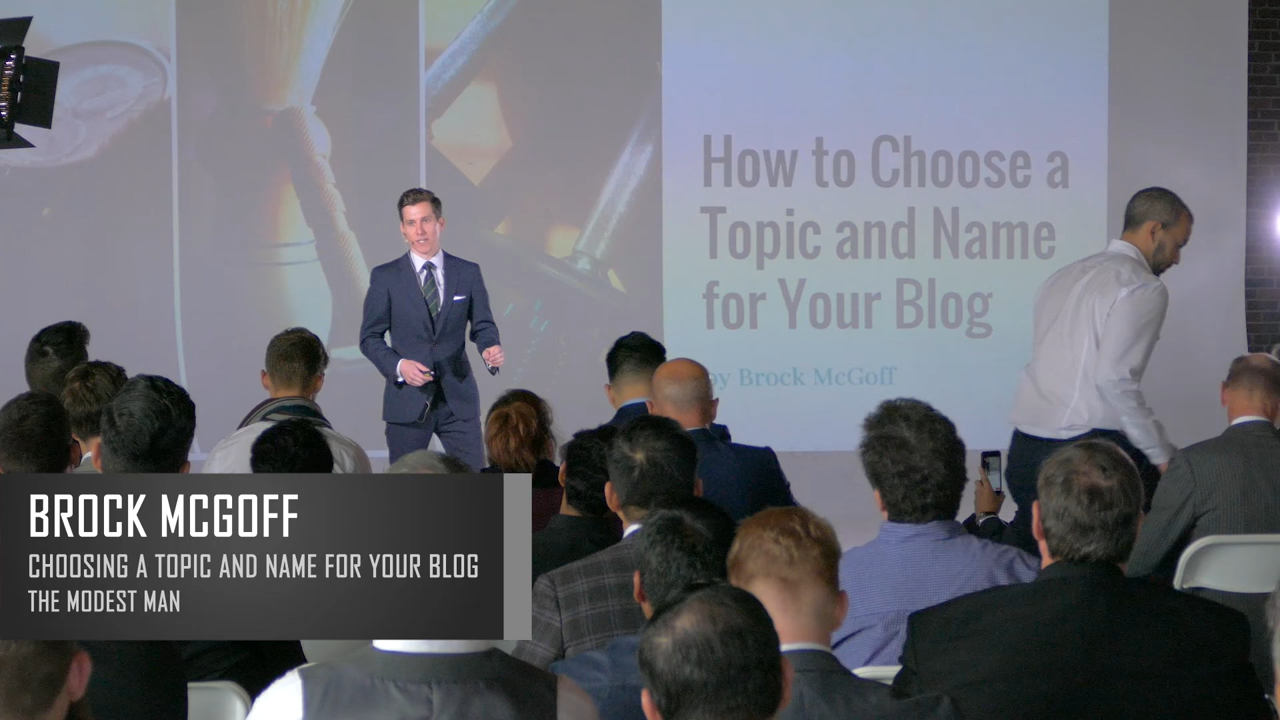 How to Choose a
Topic and Name
for Your Blog
by Brock McGoff
BROCK MCGOFF
CHOOSING A TOPIC AND NAME FOR YOUR BLOG
THE MODEST MAN